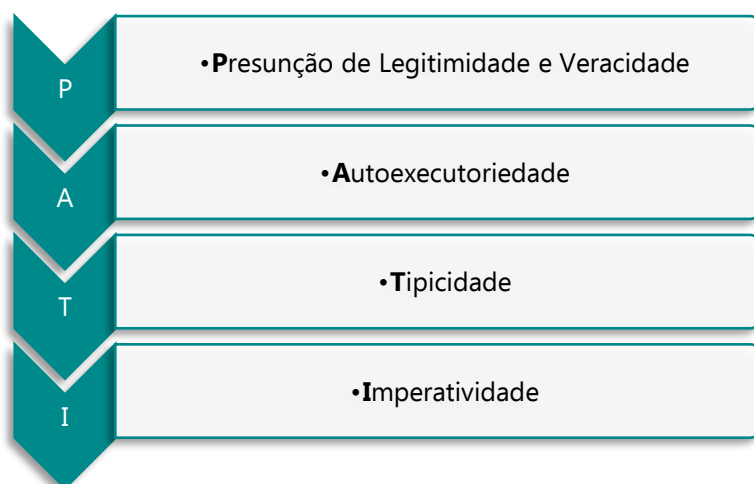 P
•Presunção de Legitimidade e Veracidade
A
•Autoexecutoriedade
T
•Tipicidade
I
•Imperatividade